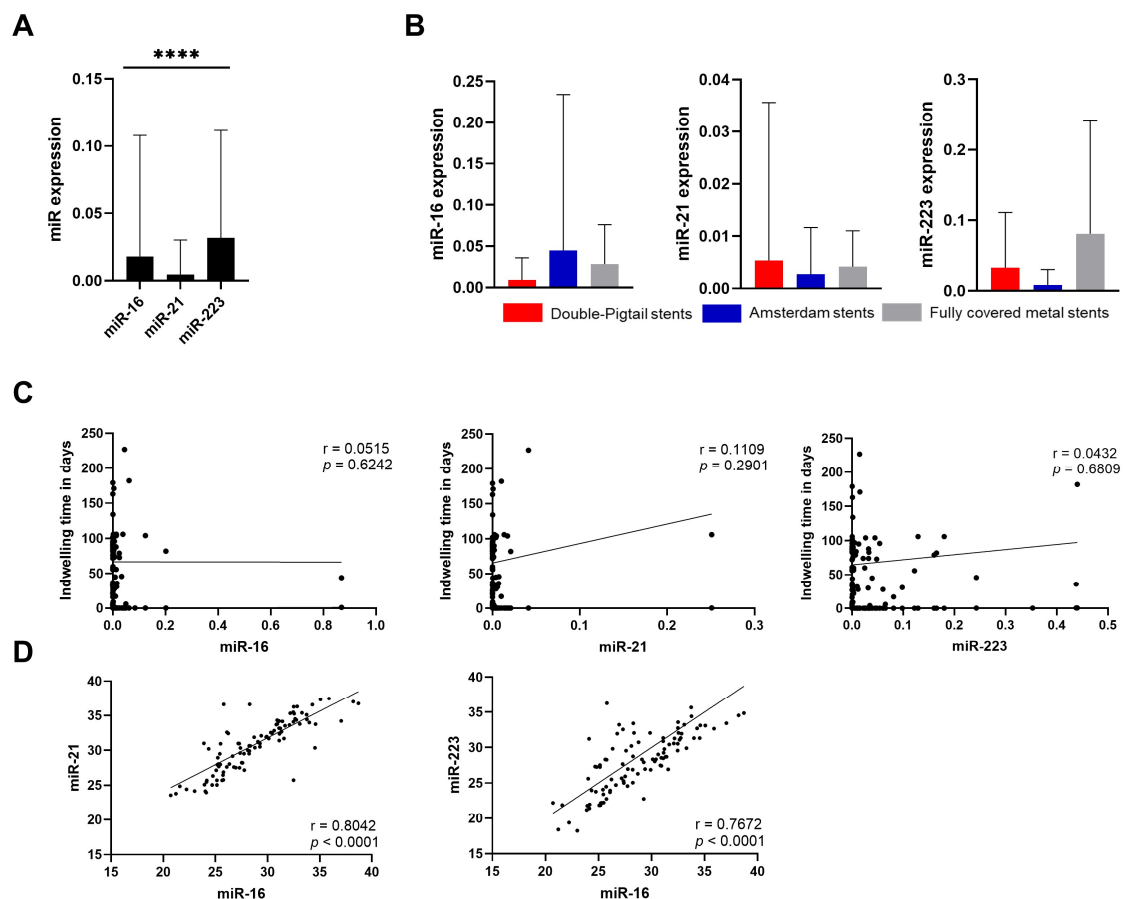 A
****
miR expression
0.15
0.10
0.05
0.00
miR-16
miR-21
miR-223
B
miR-16 expression
0.25
0.20
0.15
0.10
0.05
0.00
miR-21 expression
0.04
0.03
0.02
0.01
0.00
miR-223 expression
0.3
0.2
0.1
0.0
Double-Pigtail stents
Amsterdam stents
Fully covered metal stents
C
Indwelling time in days
250
200
150
100
50
0
0.0 0.2 0.4 0.6 0.8 1.0
miR-16
r = 0.0515
p = 0.6242
Indwelling time in days
250
200
150
100
50
0
0.0 0.1 0.2 0.3
miR-21
r = 0.1109
p = 0.2901
Indwelling time in days
250
200
150
100
50
0
0.0 0.1 0.2 0.3 0.4 0.5
miR-223
r = 0.0432
p = 0.6809
D
miR-21
40
35
30
25
20
15
15 20 25 30 35 40
miR-16
r = 0.8042
p < 0.0001
miR-223
40
35
30
25
20
15
15 20 25 30 35 40
miR-16
r = 0.7672
p < 0.0001